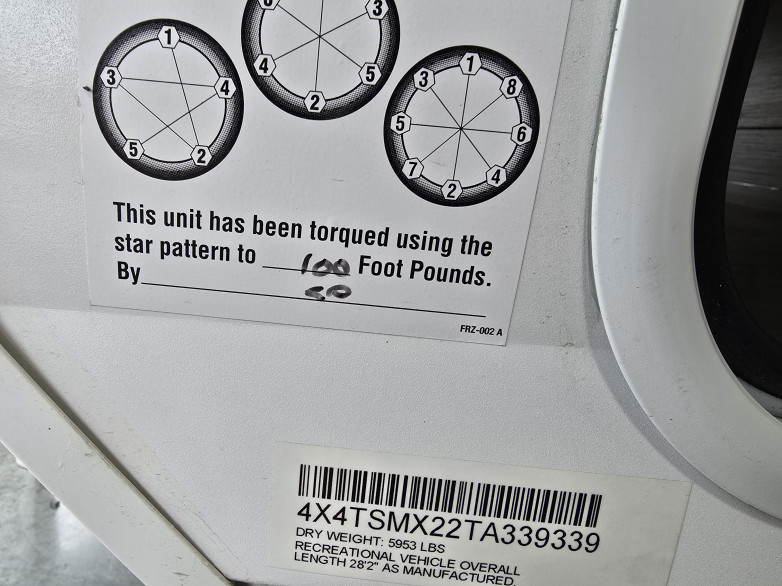 1
3
4
5
2
3
4
5
2
1
3
8
5
6
7
4
2
This unit has been torqued using the
star pattern to 100 Foot Pounds.
By
FRZ-002 A
4X4TSMX22TA339339
DRY WEIGHT: 5953 LBS
RECREATIONAL VEHICLE OVERALL
LENGTH 28'2" AS MANUFACTURED.